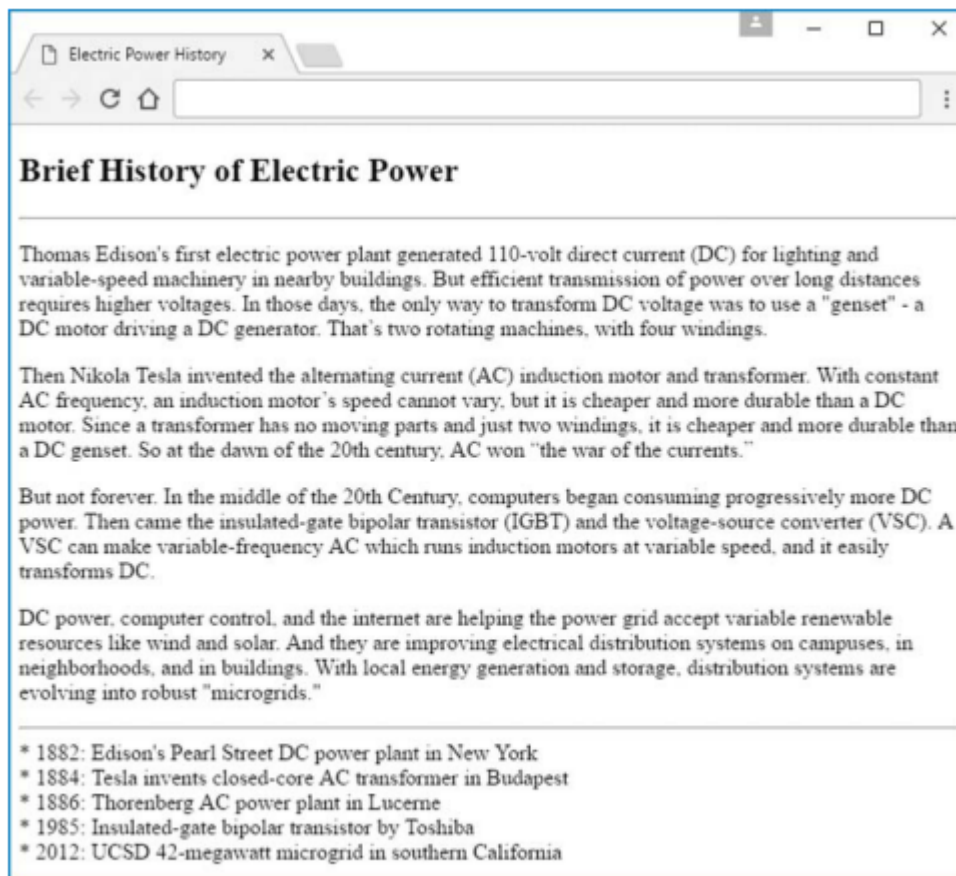 Electric Power History
Brief History of Electric Power
Thomas Edison's first electric power plant generated 110-volt direct current (DC) for lighting and
variable-speed machinery in nearby buildings. But efficient transmission of power over long distances
requires higher voltages. In those days, the only way to transform DC voltage was to use a "genset" - a
DC motor driving a DC generator. That’s two rotating machines, with four windings.
Then Nikola Tesla invented the alternating current (AC) induction motor and transformer. With constant
AC frequency, an induction motor’s speed cannot vary, but it is cheaper and more durable than a DC
motor. Since a transformer has no moving parts and just two windings, it is cheaper and more durable than
a DC genset. So at the dawn of the 20th century, AC won “the war of the currents.”
But not forever. In the middle of the 20th Century, computers began consuming progressively more DC
power. Then came the insulated-gate bipolar transistor (IGBT) and the voltage-source converter (VSC). A
VSC can make variable-frequency AC which runs induction motors at variable speed, and it easily
transforms DC.
DC power, computer control, and the internet are helping the power grid accept variable renewable
resources like wind and solar. And they are improving electrical distribution systems on campuses, in
neighborhoods, and in buildings. With local energy generation and storage, distribution systems are
evolving into robust "microgrids."
* 1882: Edison's Pearl Street DC power plant in New York
* 1884: Tesla invents closed-core AC transformer in Budapest
* 1886: Thorenberg AC power plant in Lucerne
* 1985: Insulated-gate bipolar transistor by Toshiba
* 2012: UCSD 42-megawatt microgrid in southern California